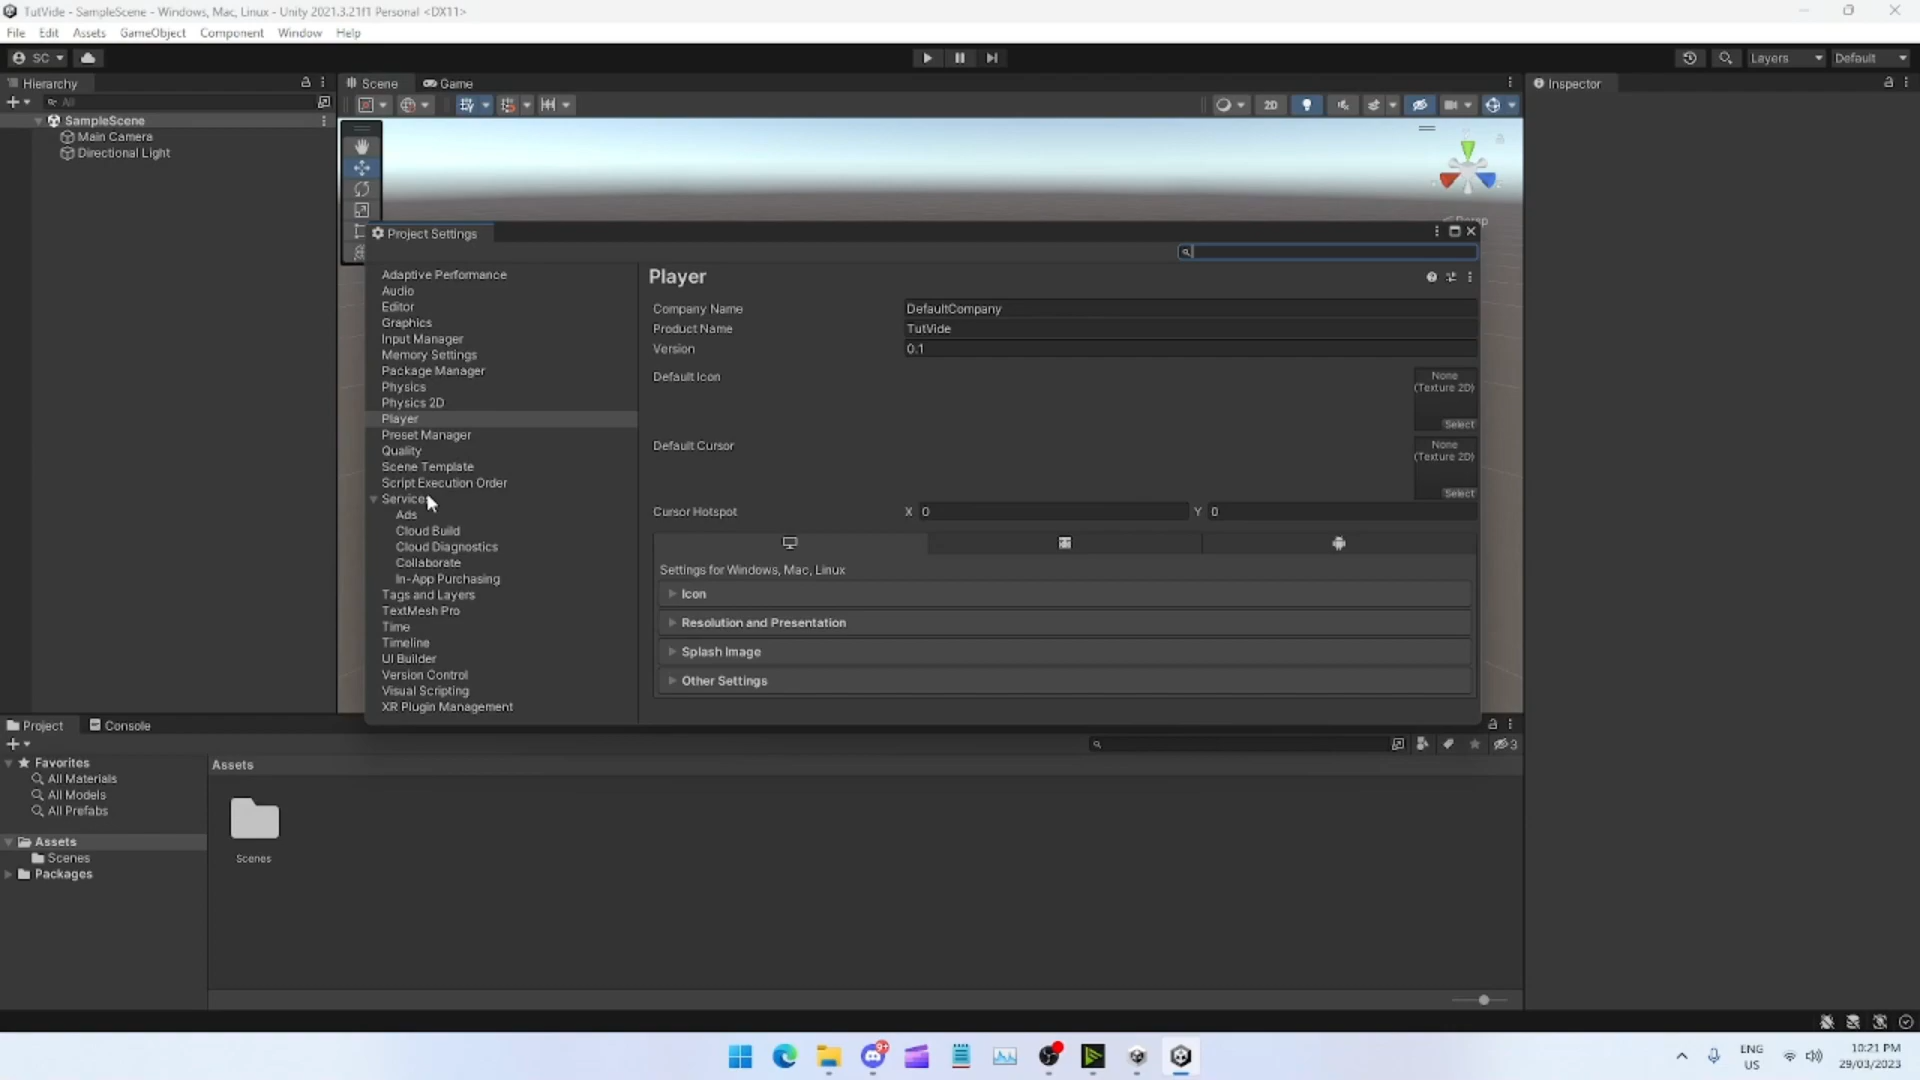 TutVide - SampleScene - Windows, Mac, Linux - Unity 2021.3.21f1 Personal <DX11>
File Edit Assets GameObject Component Window Help
SC
Layers Default
Hierarchy
Scene Game
Inspector
All
2D
SampleScene
Main Camera
Directional Light
Persp
Project Settings
Adaptive Performance
Audio
Editor
Graphics
Input Manager
Memory Settings
Package Manager
Physics
Physics 2D
Player
Preset Manager
Quality
Scene Template
Script Execution Order
Services
Ads
Cloud Build
Cloud Diagnostics
Collaborate
In-App Purchasing
Tags and Layers
TextMesh Pro
Time
Timeline
UI Builder
Version Control
Visual Scripting
XR Plugin Management
Player
Company Name DefaultCompany
Product Name TutVide
Version 0.1
Default Icon
None
(Texture 2D)
Select
Default Cursor
None
(Texture 2D)
Select
Cursor Hotspot X 0 Y 0
Settings for Windows, Mac, Linux
Icon
Resolution and Presentation
Splash Image
Other Settings
Project Console
3
Favorites
All Materials
All Models
All Prefabs
Assets
Scenes
Packages
Assets
Scenes
9+
ENG
US
10:21 PM
29/03/2023